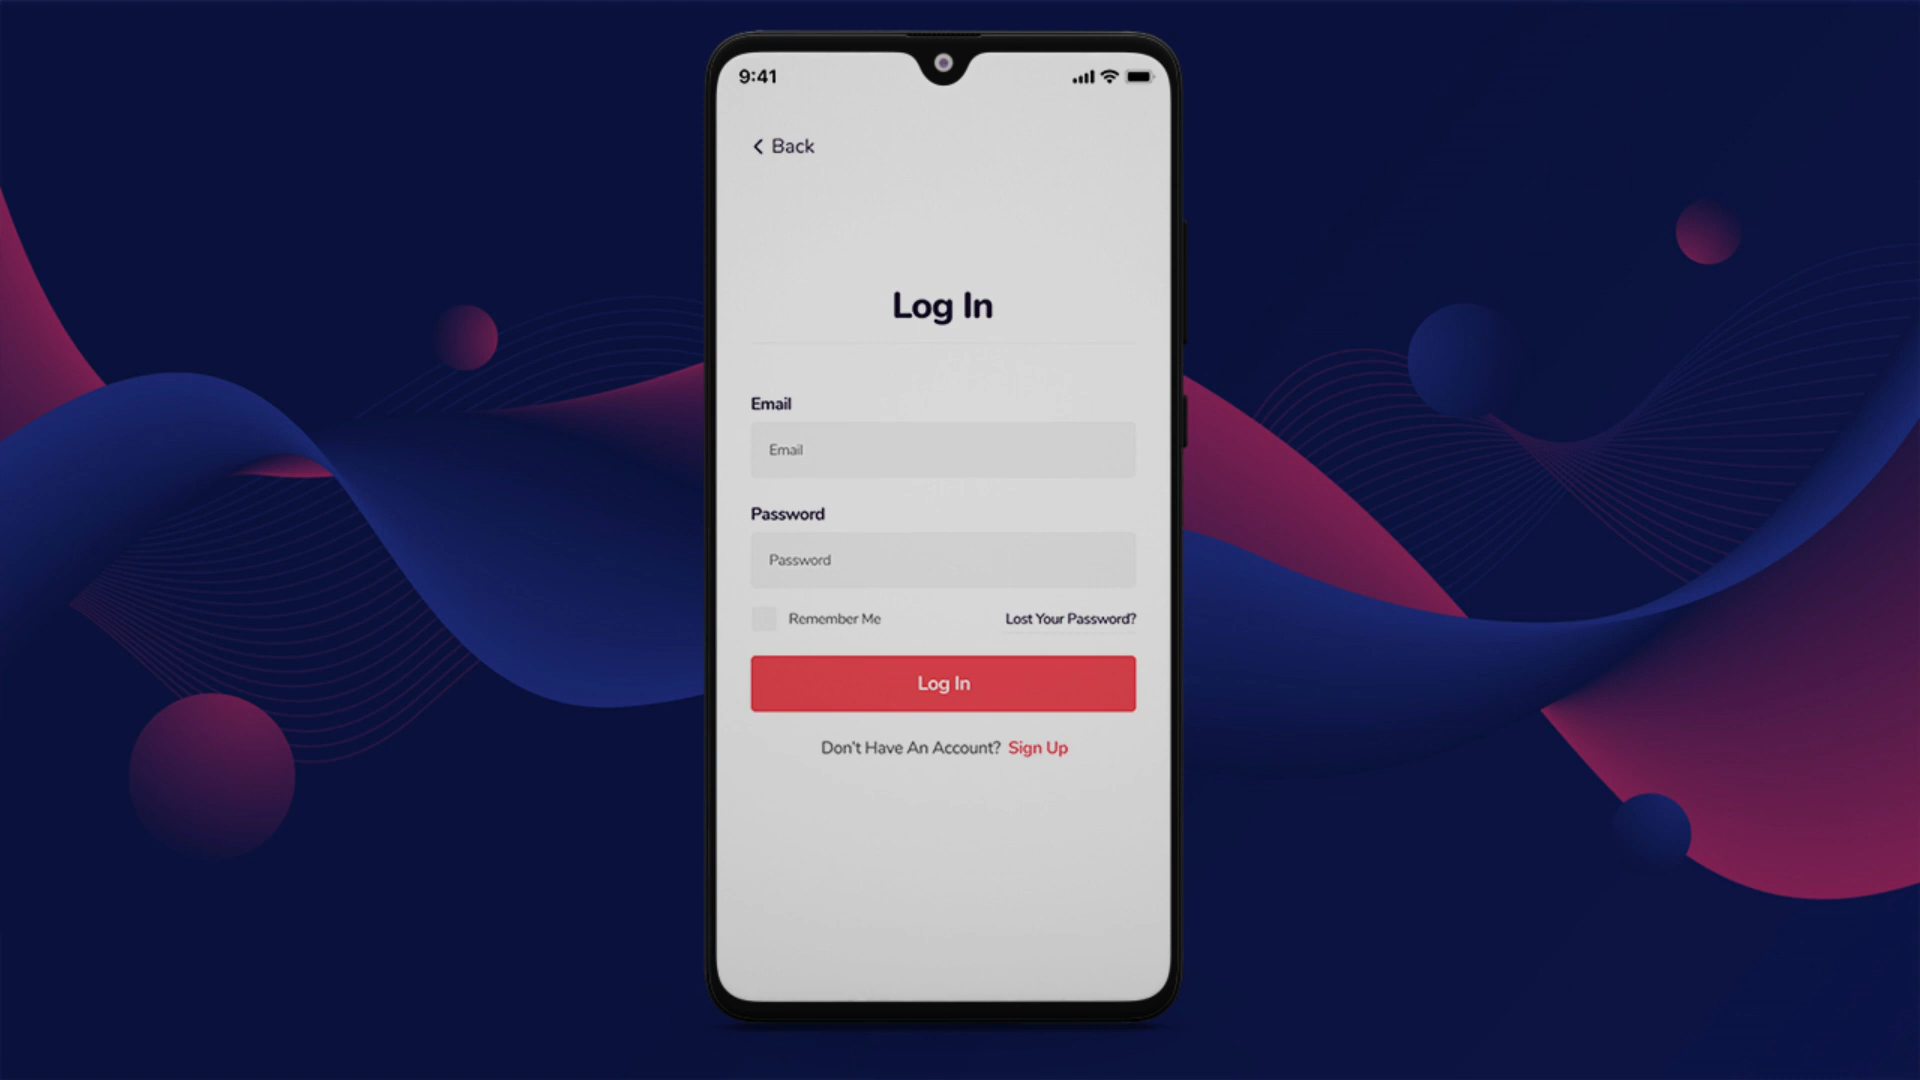 9:41
Back
Log In
Email
Email
Password
Password
Remember Me Lost Your Password?
Log In
Don't Have An Account? Sign Up